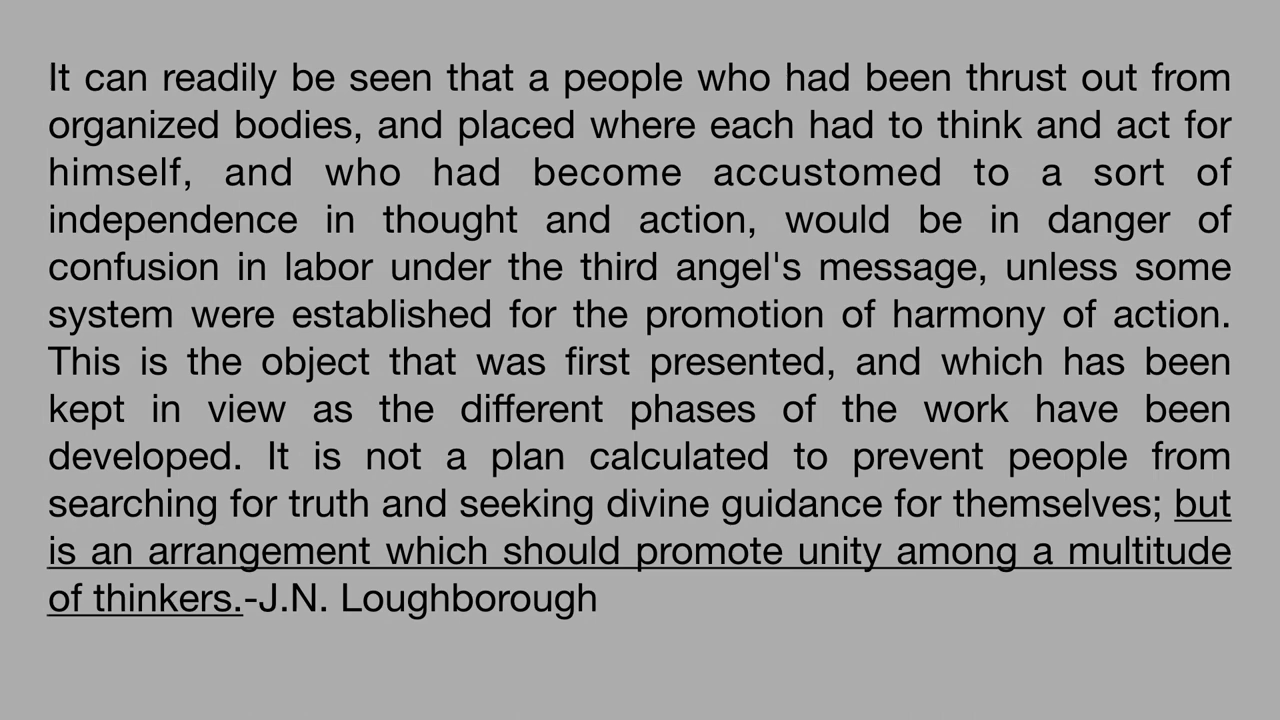 It can readily be seen that a people who had been thrust out from
organized bodies, and placed where each had to think and act for
himself, and who had become accustomed to a sort of
independence in thought and action, would be in danger of
confusion in labor under the third angel's message, unless some
system were established for the promotion of harmony of action.
This is the object that was first presented, and which has been
kept in view as the different phases of the work have been
developed. It is not a plan calculated to prevent people from
searching for truth and seeking divine guidance for themselves; but
is an arrangement which should promote unity among a multitude
of thinkers.-J.N. Loughborough